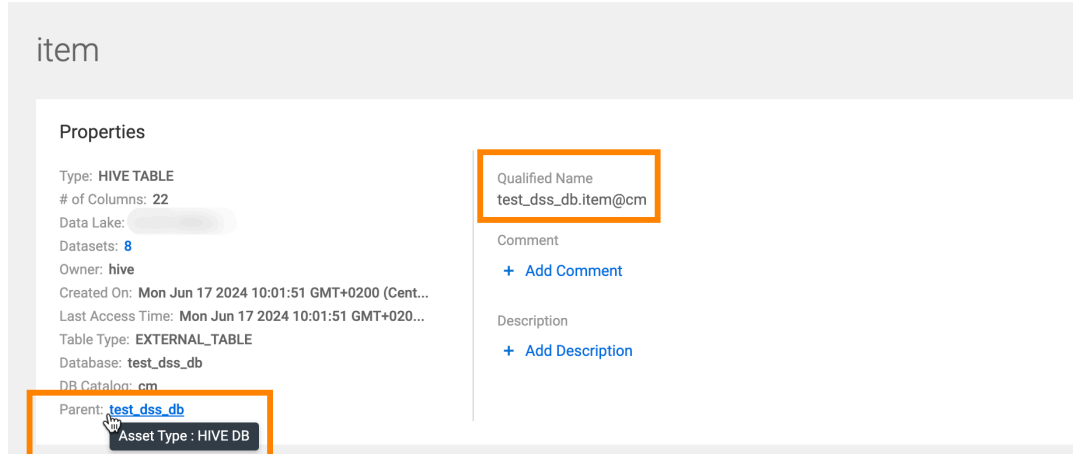 item
Properties
Type: HIVE TABLE
# of Columns: 22
Data Lake:
Datasets: 8
Owner: hive
Created On: Mon Jun 17 2024 10:01:51 GMT+0200 (Cent...
Last Access Time: Mon Jun 17 2024 10:01:51 GMT+020...
Table Type: EXTERNAL_TABLE
Database: test_dss_db
DB Catalog: cm
Parent: test_dss_db
Asset Type : HIVE DB
Qualified Name
test_dss_db.item@cm
Comment
+ Add Comment
Description
+ Add Description